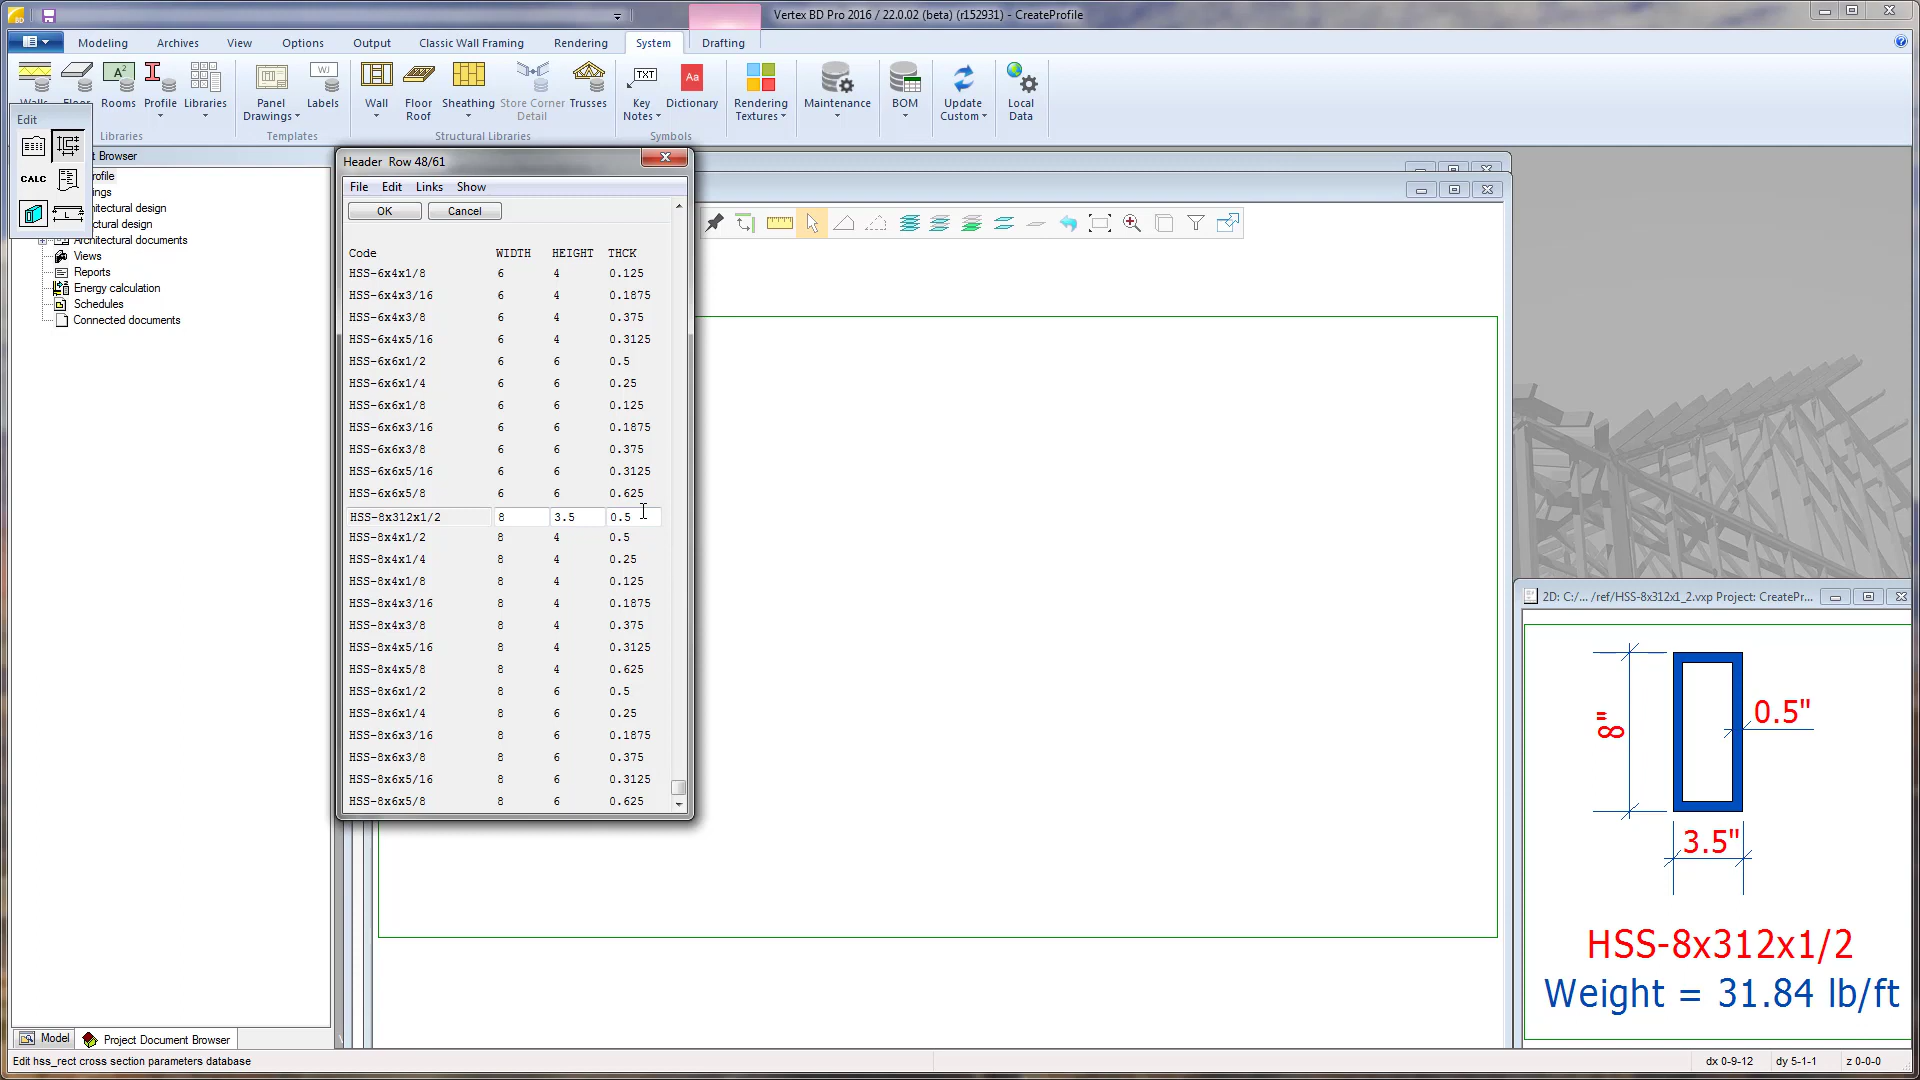 Vertex BD Pro 2016 / 22.0.02 (beta) (r152931) - CreateProfile
Modeling Archives View Options Output Classic Wall Framing Rendering System Drafting
Rooms Profile Libraries
Panel Drawings Labels
Wall Floor Roof Sheathing Store Corner Detail Trusses
Key Notes Dictionary
Rendering Textures Maintenance BOM Update Custom Local Data
Libraries Templates Structural Libraries Symbols
Edit
CALC
L
t Browser
rofile
ngs
hitectural design
uctural design
Architectural documents
Views
Reports
Energy calculation
Schedules
Connected documents
Header Row 48/61
File Edit Links Show
OK Cancel
Code WIDTH HEIGHT THCK
HSS-6x4x1/8 6 4 0.125
HSS-6x4x3/16 6 4 0.1875
HSS-6x4x3/8 6 4 0.375
HSS-6x4x5/16 6 4 0.3125
HSS-6x6x1/2 6 6 0.5
HSS-6x6x1/4 6 6 0.25
HSS-6x6x1/8 6 6 0.125
HSS-6x6x3/16 6 6 0.1875
HSS-6x6x3/8 6 6 0.375
HSS-6x6x5/16 6 6 0.3125
HSS-6x6x5/8 6 6 0.625
HSS-8x312x1/2 8 3.5 0.5
HSS-8x4x1/2 8 4 0.5
HSS-8x4x1/4 8 4 0.25
HSS-8x4x1/8 8 4 0.125
HSS-8x4x3/16 8 4 0.1875
HSS-8x4x3/8 8 4 0.375
HSS-8x4x5/16 8 4 0.3125
HSS-8x4x5/8 8 4 0.625
HSS-8x6x1/2 8 6 0.5
HSS-8x6x1/4 8 6 0.25
HSS-8x6x3/16 8 6 0.1875
HSS-8x6x3/8 8 6 0.375
HSS-8x6x5/16 8 6 0.3125
HSS-8x6x5/8 8 6 0.625
2D: C:/... /ref/HSS-8x312x1_2.vxp Project: CreatePr...
8"
0.5"
3.5"
HSS-8x312x1/2
Weight = 31.84 lb/ft
Model Project Document Browser
Edit hss_rect cross section parameters database
dx 0-9-12 dy 5-1-1 z 0-0-0